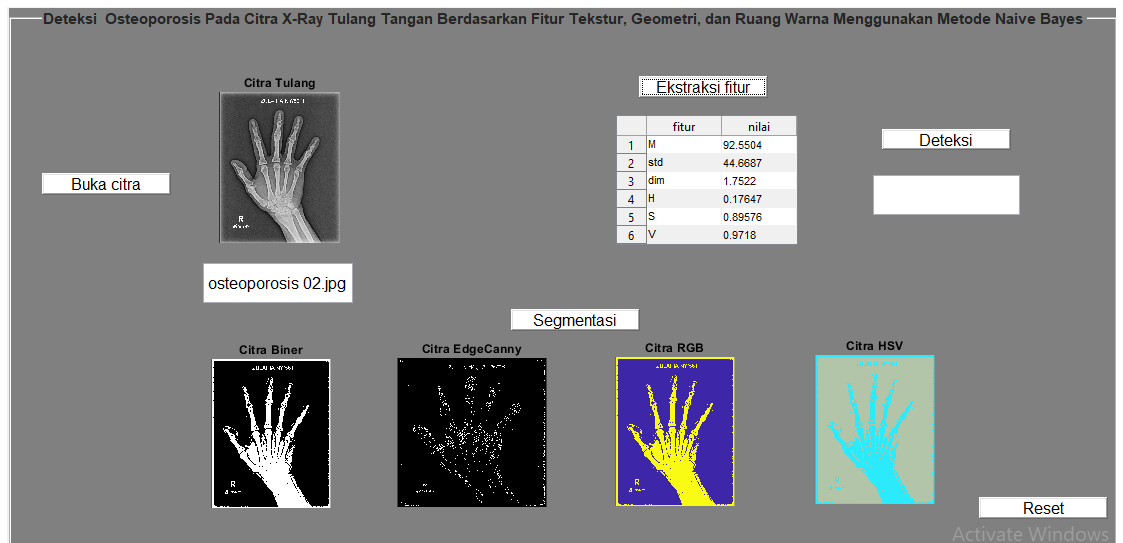 Deteksi Osteoporosis Pada Citra X-Ray Tulang Tangan Berdasarkan Fitur Tekstur, Geometri, dan Ruang Warna Menggunakan Metode Naive Bayes
Citra Tulang
R
Buka citra
osteoporosis 02.jpg
Ekstraksi fitur
fitur nilai
1 M 92.5504
2 std 44.6687
3 dim 1.7522
4 H 0.17647
5 S 0.89576
6 V 0.9718
Deteksi
Segmentasi
Citra Biner
R
Citra EdgeCanny
Citra RGB
R
Citra HSV
R
Reset
Activate Windows